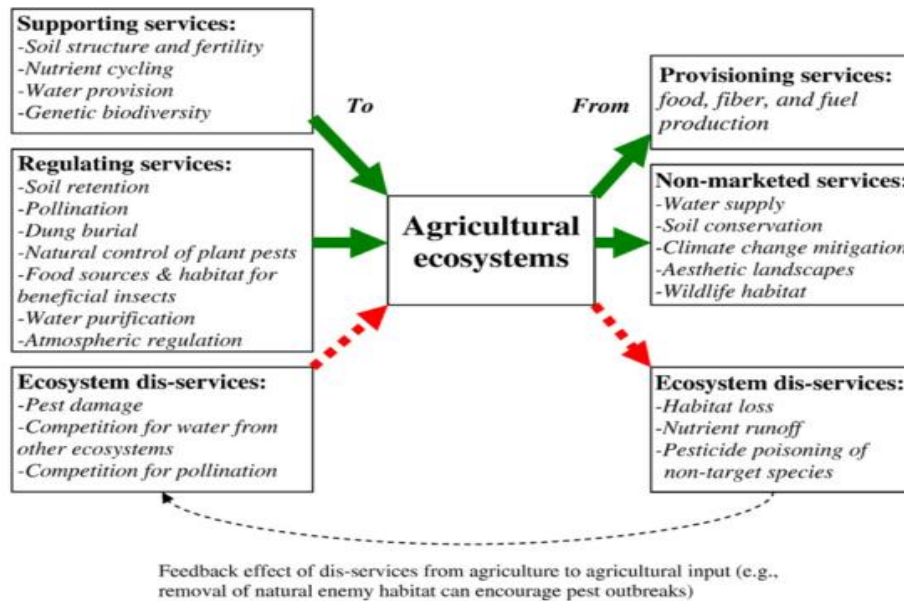 Supporting services:
-Soil structure and fertility
-Nutrient cycling
-Water provision
-Genetic biodiversity
To
From
Provisioning services:
food, fiber, and fuel
production
Regulating services:
-Soil retention
-Pollination
-Dung burial
-Natural control of plant pests
-Food sources & habitat for
beneficial insects
-Water purification
-Atmospheric regulation
Agricultural
ecosystems
Non-marketed services:
-Water supply
-Soil conservation
-Climate change mitigation
-Aesthetic landscapes
-Wildlife habitat
Ecosystem dis-services:
-Pest damage
-Competition for water from
other ecosystems
-Competition for pollination
Ecosystem dis-services:
-Habitat loss
-Nutrient runoff
-Pesticide poisoning of
non-target species
Feedback effect of dis-services from agriculture to agricultural input (e.g.,
removal of natural enemy habitat can encourage pest outbreaks)